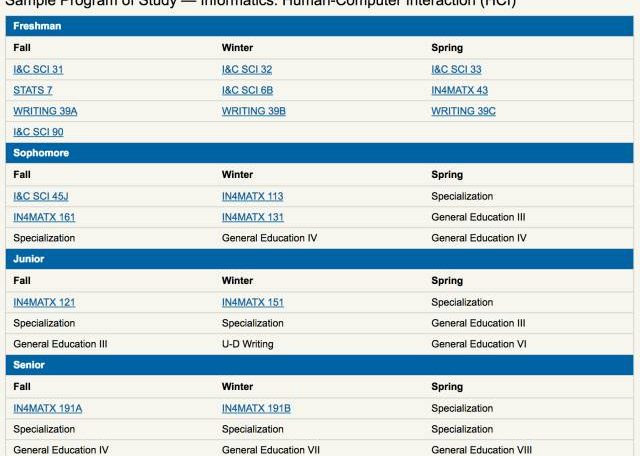 Sample Program of Study — Informatics: Human-Computer Interaction (HCI)
Freshman
Fall Winter Spring
I&C SCI 31 I&C SCI 32 I&C SCI 33
STATS 7 I&C SCI 6B IN4MATX 43
WRITING 39A WRITING 39B WRITING 39C
I&C SCI 90
Sophomore
Fall Winter Spring
I&C SCI 45J IN4MATX 113 Specialization
IN4MATX 161 IN4MATX 131 General Education III
Specialization General Education IV General Education IV
Junior
Fall Winter Spring
IN4MATX 121 IN4MATX 151 Specialization
Specialization Specialization General Education III
General Education III U-D Writing General Education VI
Senior
Fall Winter Spring
IN4MATX 191A IN4MATX 191B Specialization
Specialization Specialization Specialization
General Education IV General Education VII General Education VIII